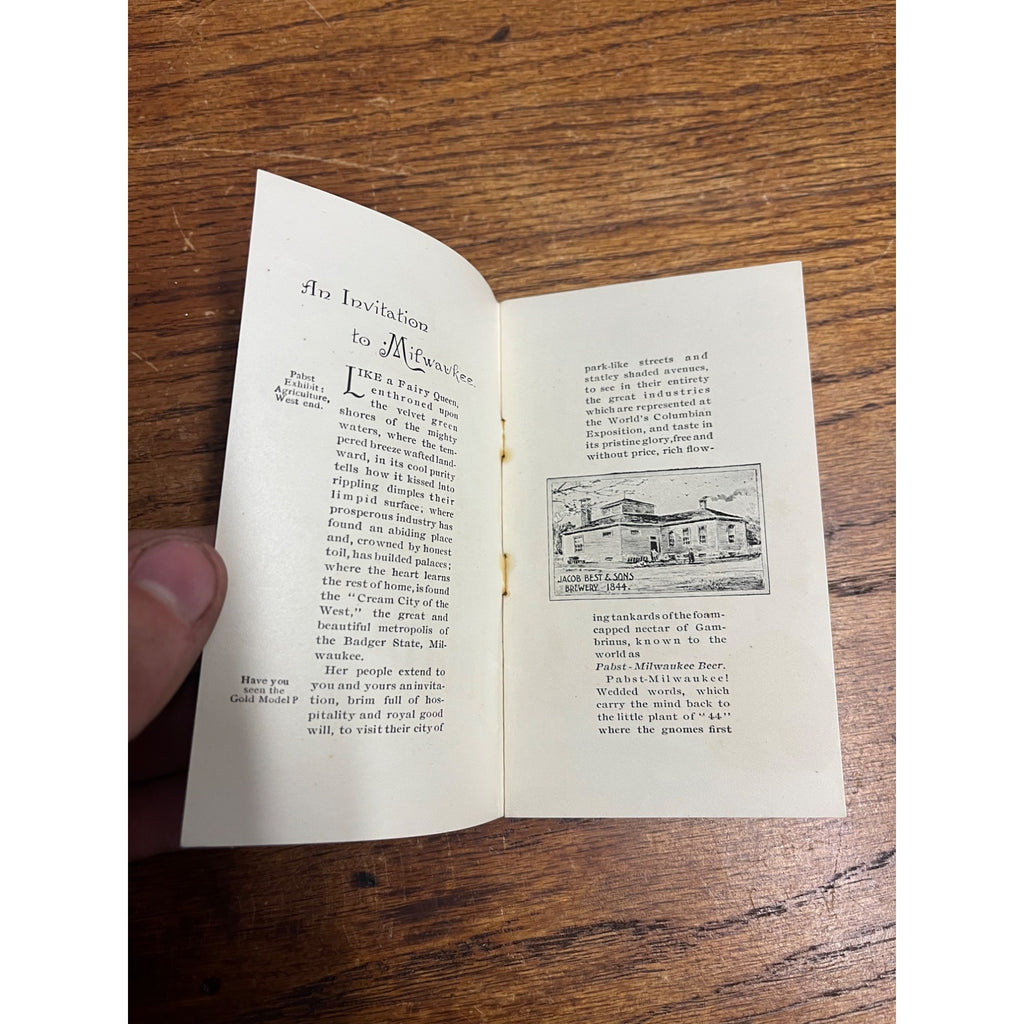 An Invitation
to Milwaukee.
Pabst
Exhibit:
Agriculture,
West end.
LIKE a Fairy Queen,
enthroned upon
the velvet green
shores of the mighty
waters, where the tem-
pered breeze wafted land-
ward, in its cool purity
tells how it kissed into
rippling dimples their
limpid surface; where
prosperous industry has
found an abiding place
and, crowned by honest
toil, has builded palaces;
where the heart learns
the rest of home, is found
the "Cream City of the
West," the great and
beautiful metropolis of
the Badger State, Mil-
waukee.
Her people extend to
you and yours an invita-
tion, brim full of hos-
pitality and royal good
will, to visit their city of
Have you
seen the
Gold Model P
park-like streets and
statley shaded avenues,
to see in their entirety
the great industries
which are represented at
the World's Columbian
Exposition, and taste in
its pristine glory, free and
without price, rich flow-
JACOB BEST & SONS
BREWERY 1844.
ing tankards of the foam-
capped nectar of Gam-
brinus, known to the
world as
Pabst-Milwaukee Beer.
Pabst-Milwaukee!
Wedded words, which
carry the mind back to
the little plant of "44"
where the gnomes first